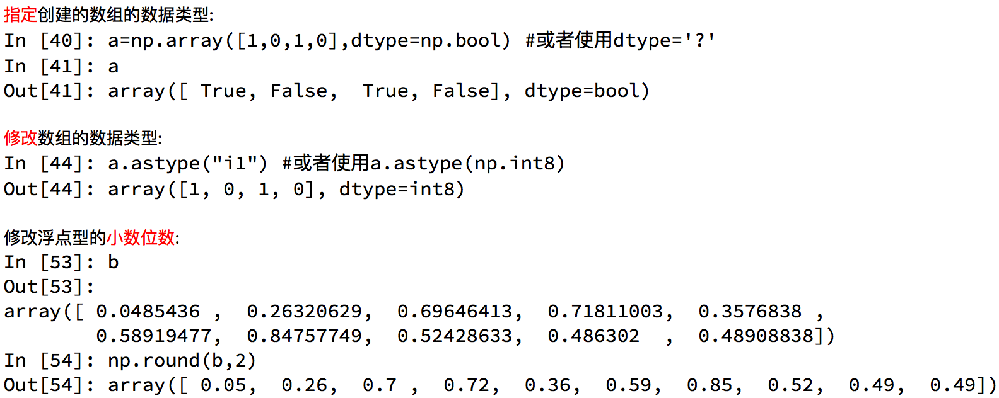 指定创建的数组的数据类型:
In [40]: a=np.array([1,0,1,0],dtype=np.bool) #或者使用dtype='?'
In [41]: a
Out[41]: array([ True, False,  True, False], dtype=bool)
修改数组的数据类型:
In [44]: a.astype("i1") #或者使用a.astype(np.int8)
Out[44]: array([1, 0, 1, 0], dtype=int8)
修改浮点型的小数位数:
In [53]: b
Out[53]:
array([ 0.0485436 ,  0.26320629,  0.69646413,  0.71811003,  0.3576838 ,
        0.58919477,  0.84757749,  0.52428633,  0.486302  ,  0.48908838])
In [54]: np.round(b,2)
Out[54]: array([ 0.05,  0.26,  0.7 ,  0.72,  0.36,  0.59,  0.85,  0.52,  0.49,  0.49])